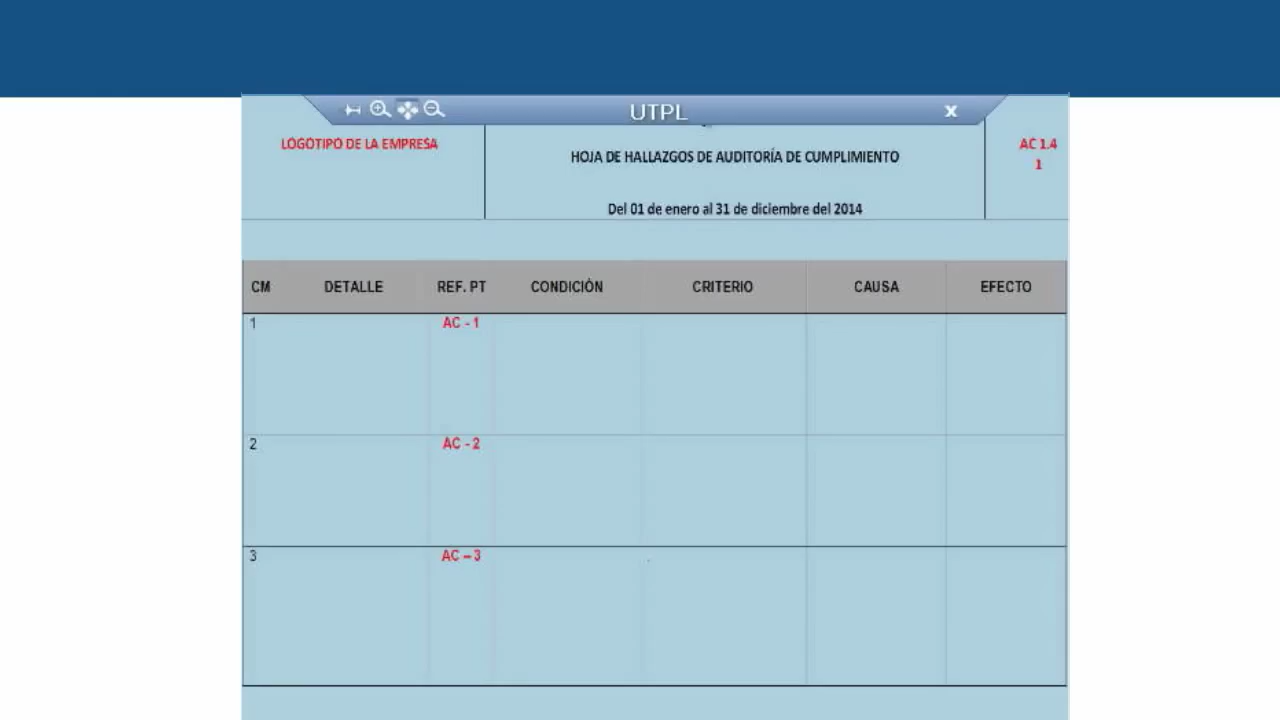 UTPL
X
LOGOTIPO DE LA EMPRESA
HOJA DE HALLAZGOS DE AUDITORÍA DE CUMPLIMIENTO
Del 01 de enero al 31 de diciembre del 2014
AC 1.4
1
CM DETALLE REF. PT CONDICIÓN CRITERIO CAUSA EFECTO
1 AC - 1
2 AC - 2
3 AC – 3